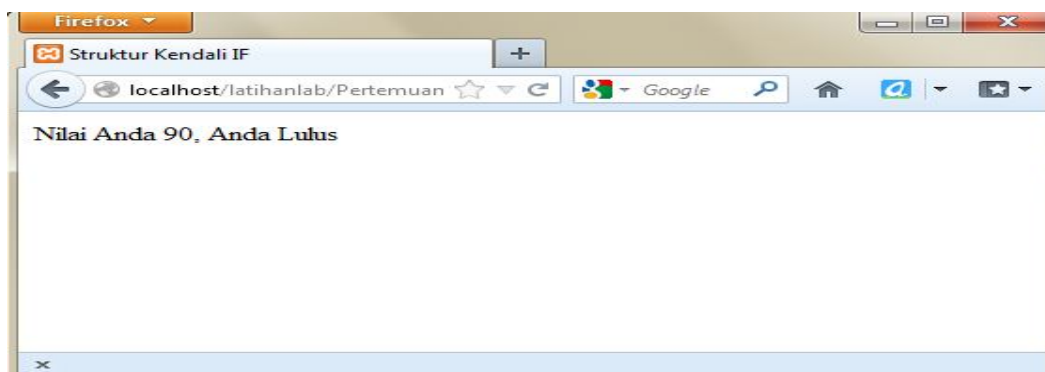 Firefox
Struktur Kendali IF
localhost/latihanlab/Pertemuan
Google
Nilai Anda 90, Anda Lulus